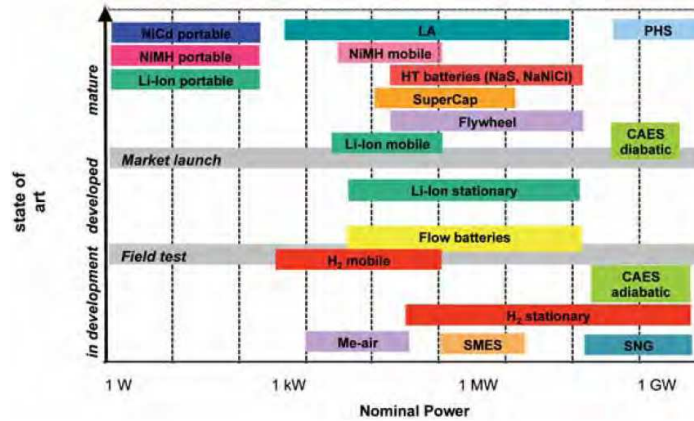 NiCd portable
LA
PHS
NiMH portable
NiMH mobile
Li-Ion portable
HT batteries (NaS, NaNiCl)
SuperCap
Flywheel
CAES
diabatic
Li-Ion mobile
Market launch
Li-Ion stationary
Flow batteries
Field test
H₂ mobile
CAES
adiabatic
H₂ stationary
Me-air
SMES
SNG
mature
developed
in development
state of
art
1 W
1 kW
1 MW
1 GW
Nominal Power